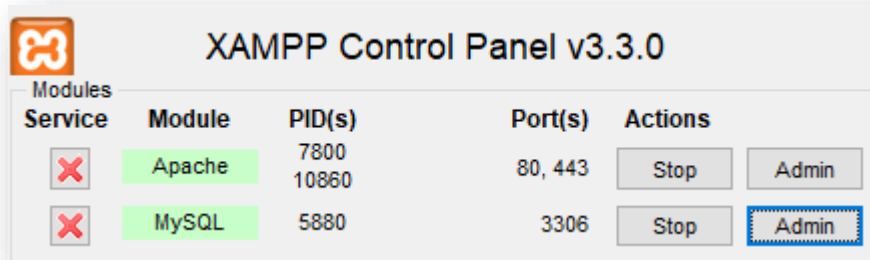 XAMPP Control Panel v3.3.0
Modules
Service Module PID(s) Port(s) Actions
Apache 7800 10860 80, 443 Stop Admin
MySQL 5880 3306 Stop Admin